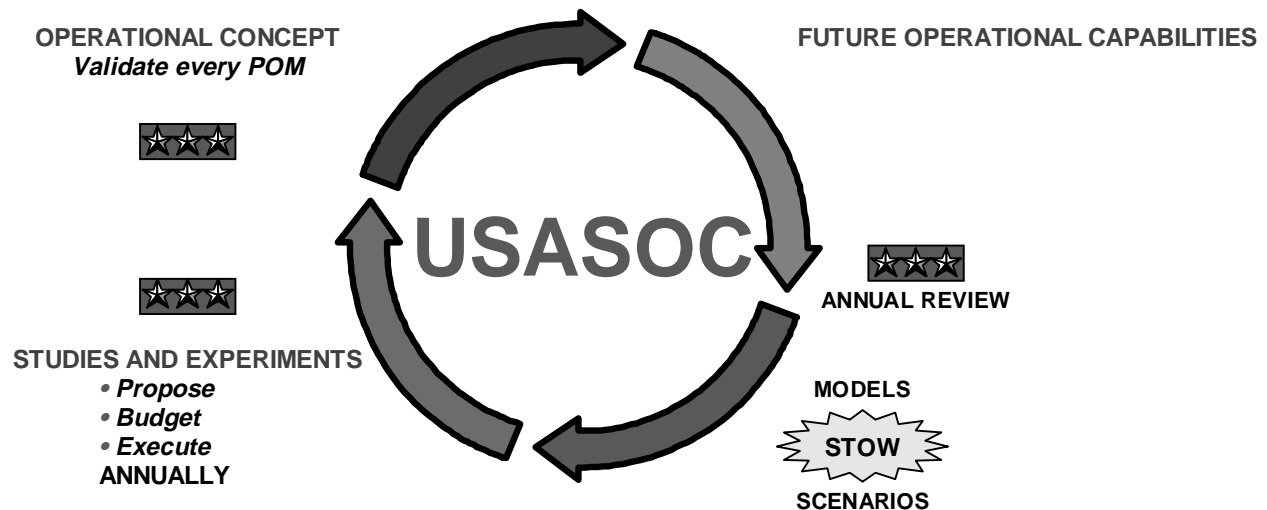 OPERATIONAL CONCEPT
Validate every POM
FUTURE OPERATIONAL CAPABILITIES
USASOC
ANNUAL REVIEW
STUDIES AND EXPERIMENTS
• Propose
• Budget
• Execute
ANNUALLY
MODELS
STOW
SCENARIOS